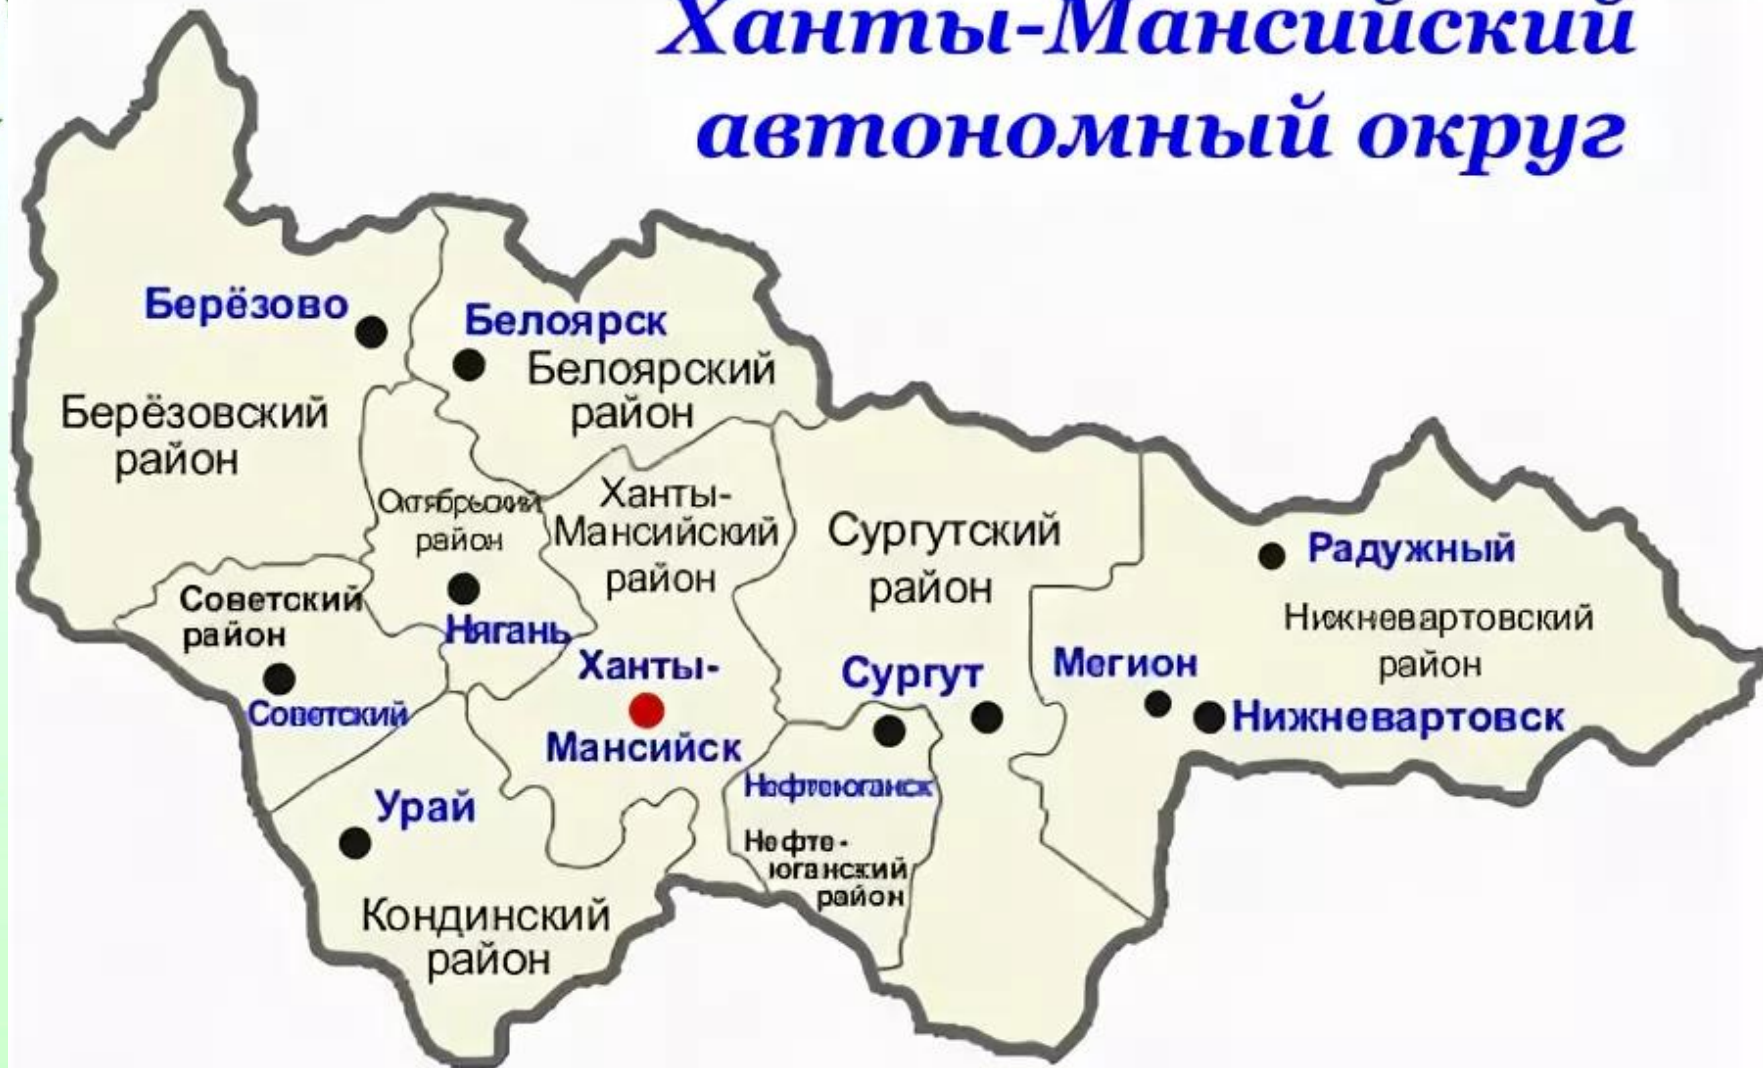 Ханты-Мансийский
автономный округ
Берёзово
Белоярск
Белоярский
район
Берёзовский
район
Октябрьский
район
Ханты-
Мансийский
район
Сургутский
район
Радужный
Нижневартовский
район
Советский
район
Нягань
Ханты-
Мансийск
Сургут
Мегион
Нижневартовск
Советский
Нефтеюганск
Урай
Нефте-
юганский
район
Кондинский
район